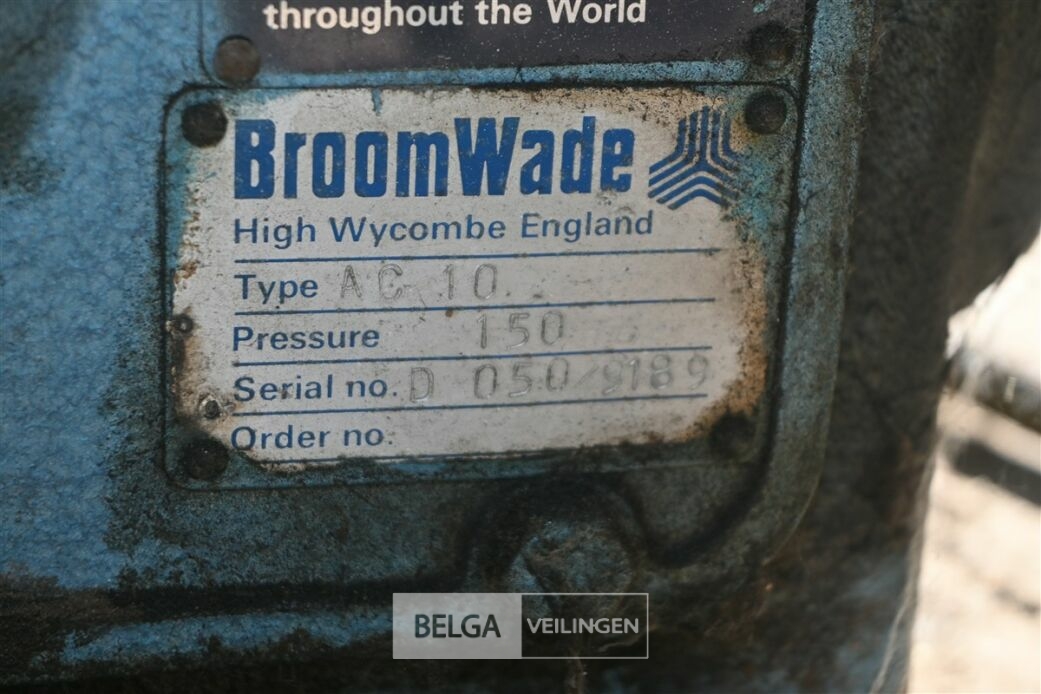 throughout the World
BroomWade
High Wycombe England
Type AC 10
Pressure 150
Serial no. D 050/9189
Order no.
BELGA VEILINGEN